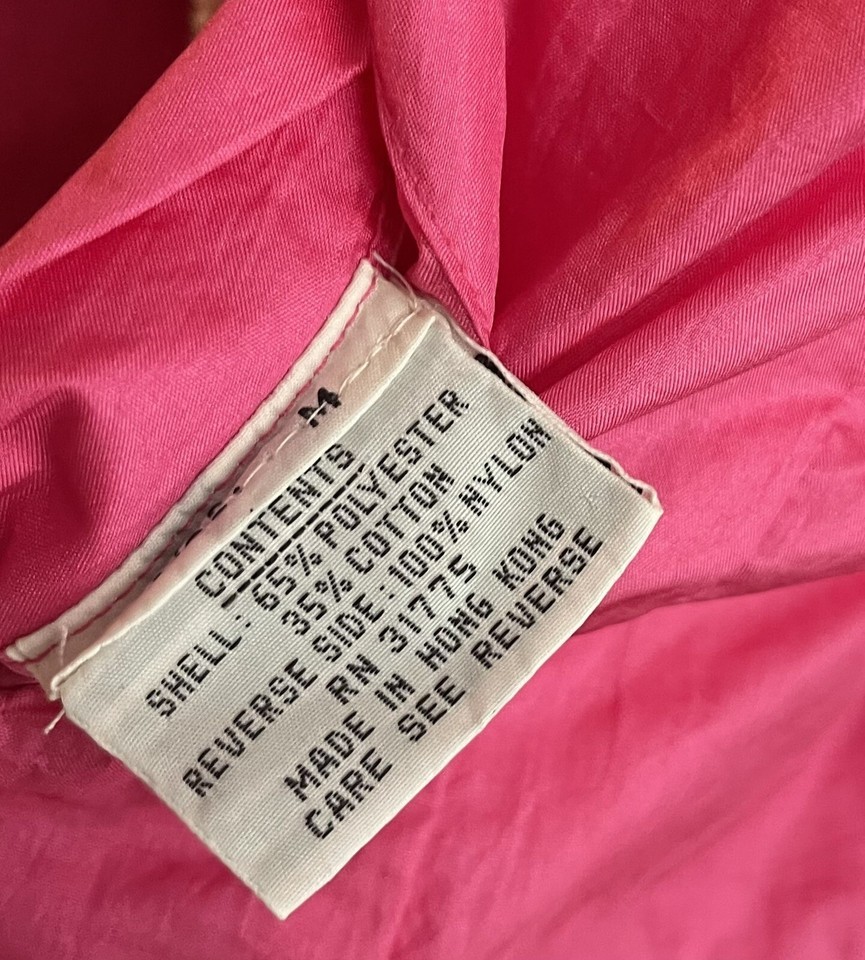 M
CONTENTS
SHELL: 65% POLYESTER
35% COTTON
REVERSE SIDE: 100% NYLON
RN 31775
MADE IN HONG KONG
CARE SEE REVERSE